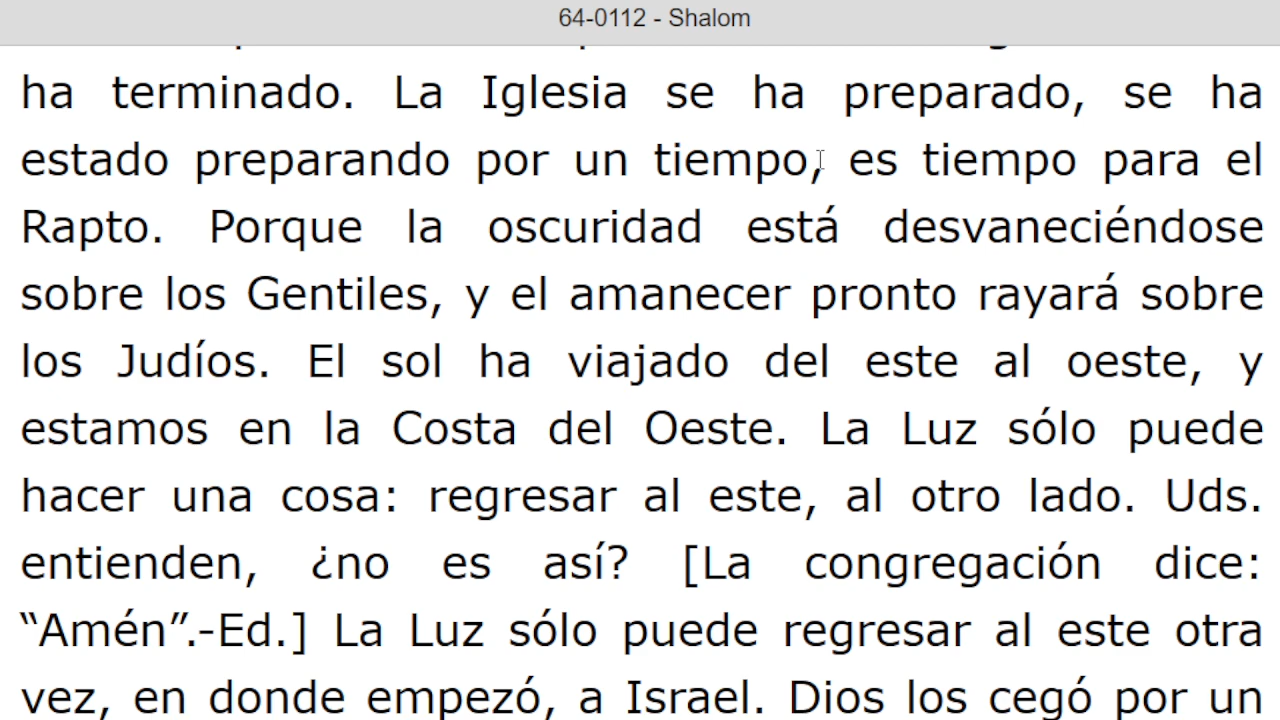 64-0112 - Shalom
ha terminado. La Iglesia se ha preparado, se ha
estado preparando por un tiempo, es tiempo para el
Rapto. Porque la oscuridad está desvaneciéndose
sobre los Gentiles, y el amanecer pronto rayará sobre
los Judíos. El sol ha viajado del este al oeste, y
estamos en la Costa del Oeste. La Luz sólo puede
hacer una cosa: regresar al este, al otro lado. Uds.
entienden, ¿no es así? [La congregación dice:
“Amén”.-Ed.] La Luz sólo puede regresar al este otra
vez, en donde empezó, a Israel. Dios los cegó por un